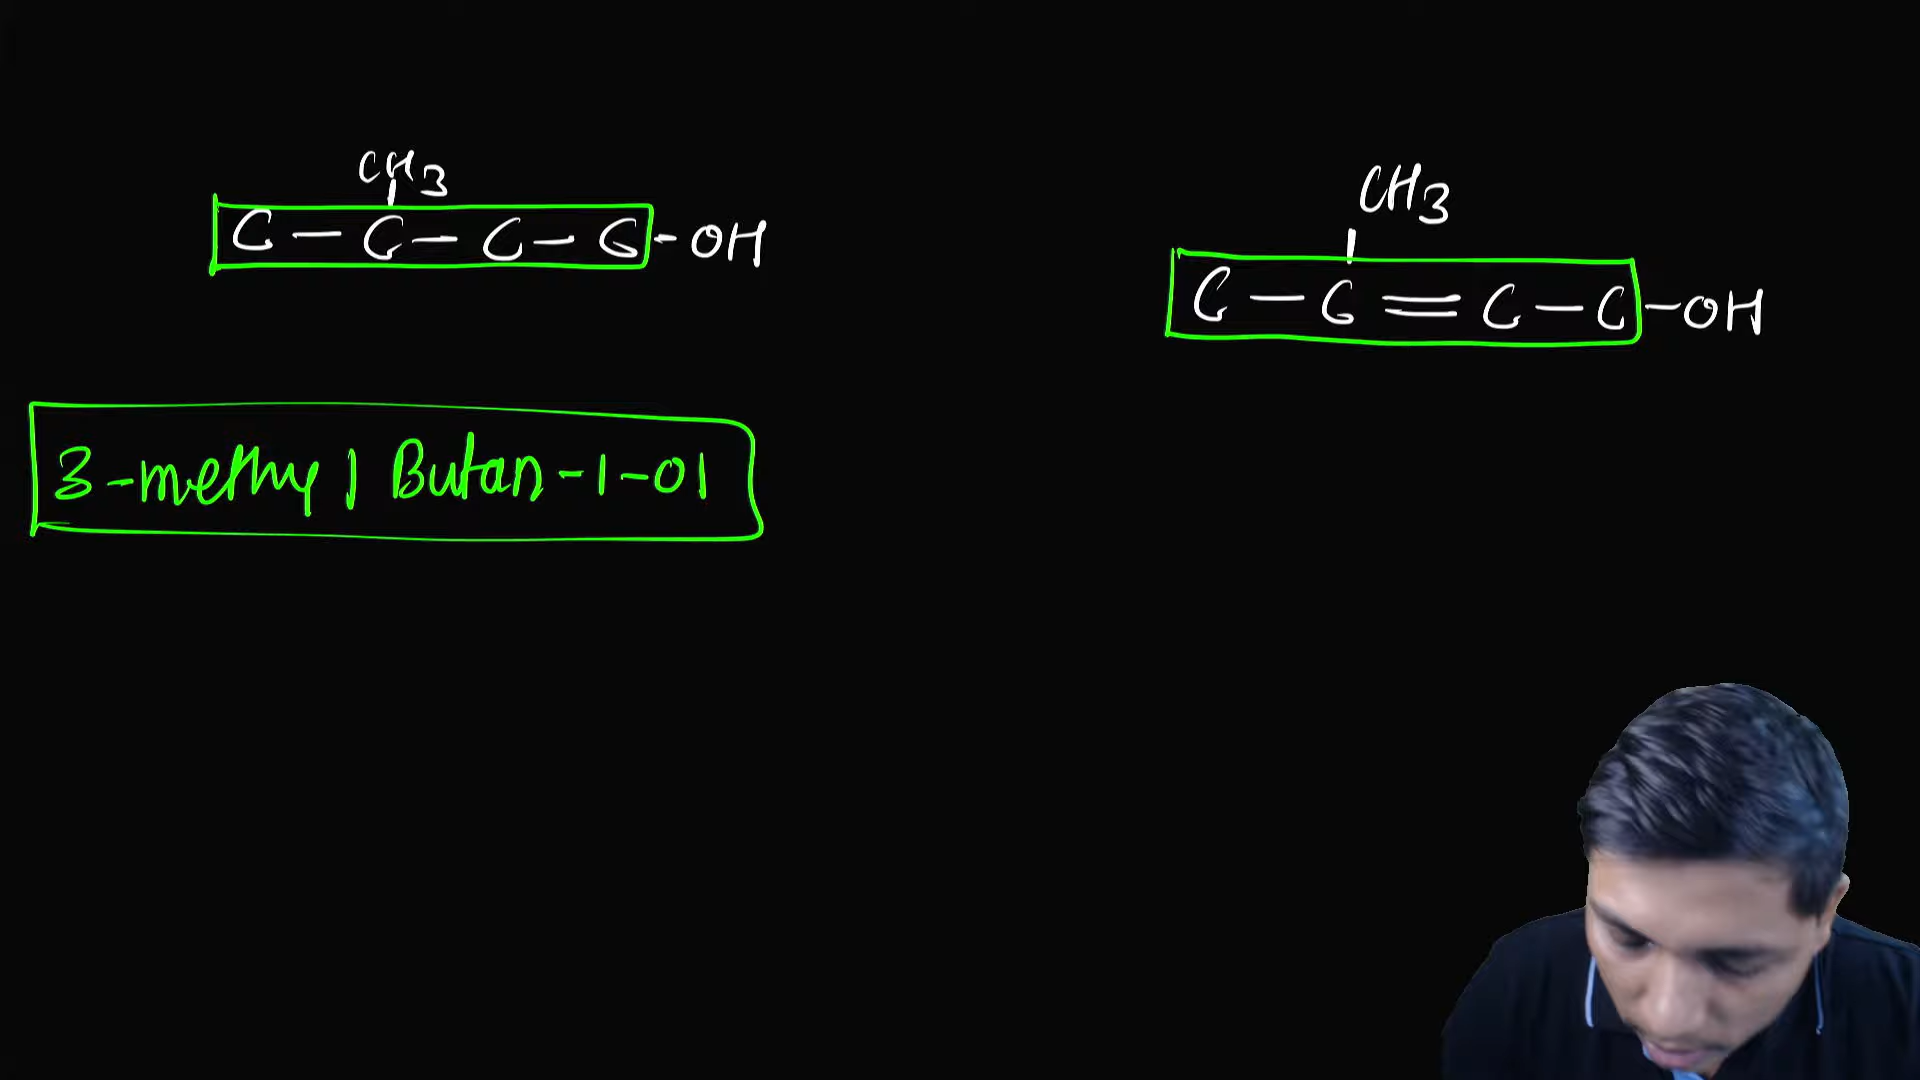 CH3
C - C - C - C - OH
3-methyl Butan-1-ol
CH3
C - C = C - C - OH